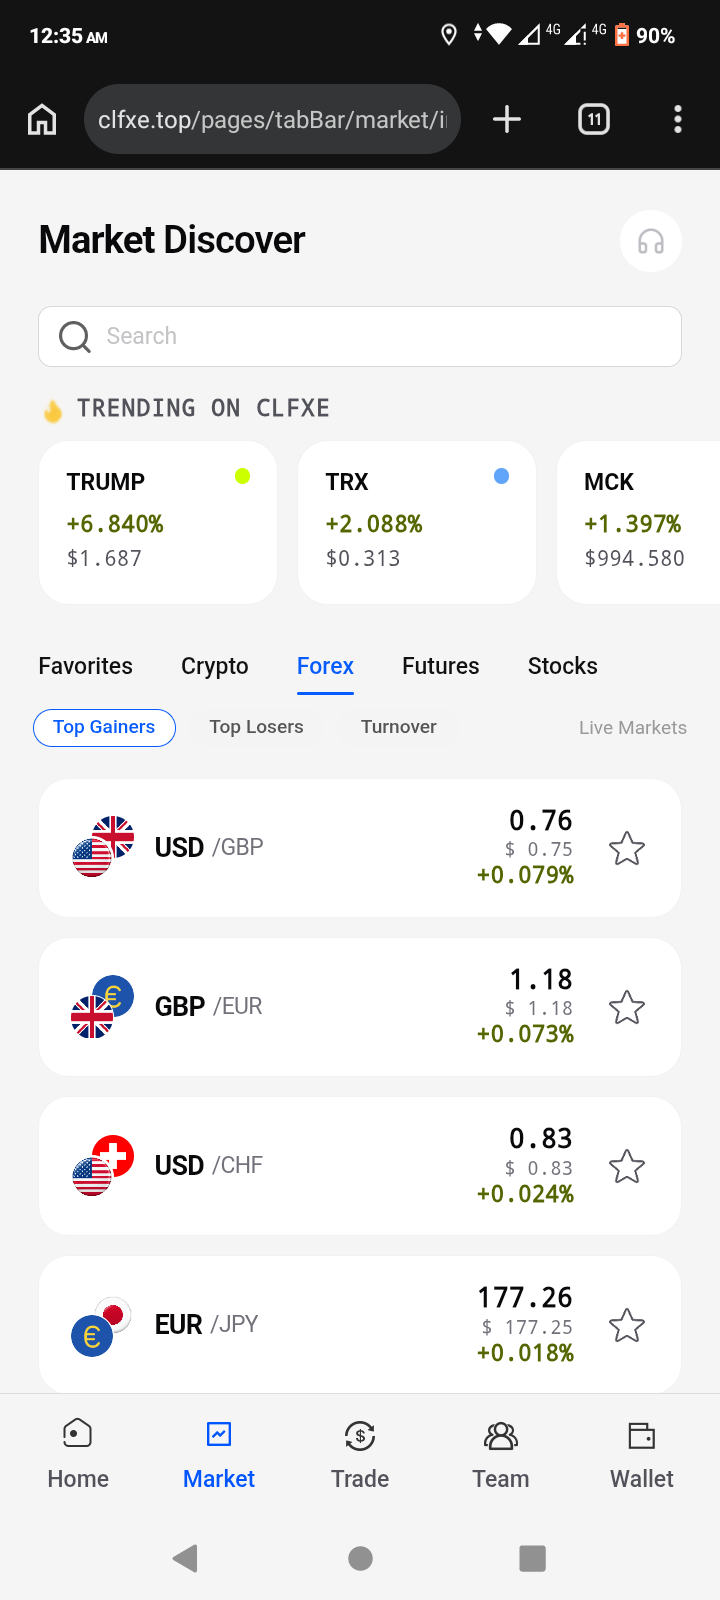 12:35 AM
4G 4G 90%
clfxe.top/pages/tabBar/market/i
11
Market Discover
Search
TRENDING ON CLFXE
TRUMP
+6.840%
$1.687
TRX
+2.088%
$0.313
MCK
+1.397%
$994.580
Favorites Crypto Forex Futures Stocks
Top Gainers Top Losers Turnover Live Markets
USD /GBP
0.76
$ 0.75
+0.079%
GBP /EUR
1.18
$ 1.18
+0.073%
USD /CHF
0.83
$ 0.83
+0.024%
EUR /JPY
177.26
$ 177.25
+0.018%
Home Market Trade Team Wallet